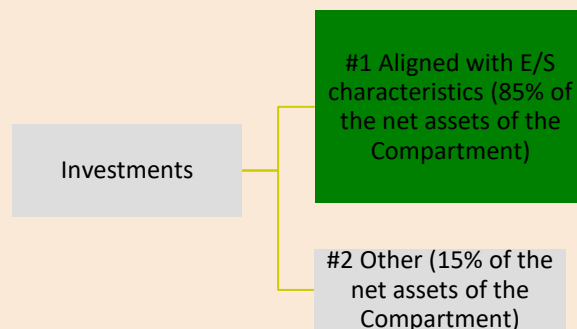 #1 Aligned with E/S
characteristics (85% of
the net assets of the
Compartment)
Investments
#2 Other (15% of the
net assets of the
Compartment)